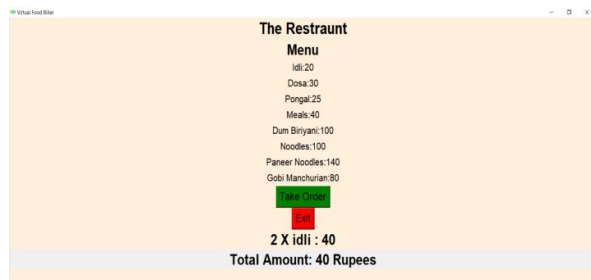 Virtual Food Biller
The Restraunt
Menu
Idli:20
Dosa:30
Pongal:25
Meals:40
Dum Biriyani:100
Noodles:100
Paneer Noodles:140
Gobi Manchurian:80
Take Order
Exit
2 X idli : 40
Total Amount: 40 Rupees